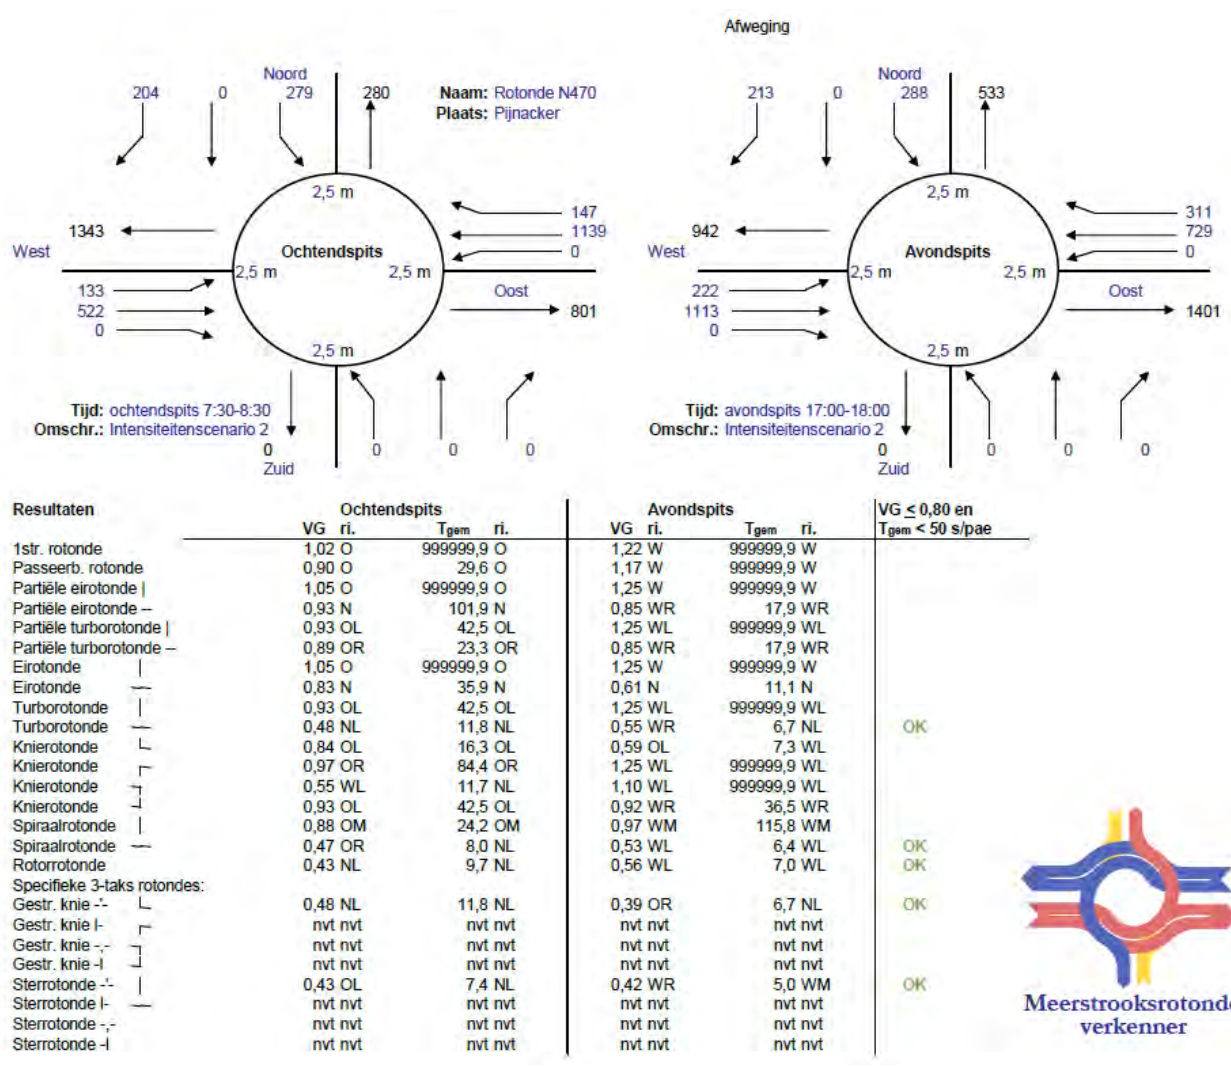 Afweging
Noord
204 0 279 280
Naam: Rotonde N470
Plaats: Pijnacker
2,5 m
147
1139
0
1343
West
Ochtendspits
2,5 m 2,5 m
133
522
0
Oost
801
2,5 m
Tijd: ochtendspits 7:30-8:30
Omschr.: Intensiteitenscenario 2
0 0 0 0
Zuid
Noord
213 0 288 533
2,5 m
311
729
0
942
West
Avondspits
2,5 m 2,5 m
222
1113
0
Oost
1401
2,5 m
Tijd: avondspits 17:00-18:00
Omschr.: Intensiteitenscenario 2
0 0 0 0
Zuid
Resultaten Ochtendspits Avondspits VG ≤ 0,80 en
VG ri. Tgem ri. VG ri. Tgem ri. Tgem < 50 s/pae
1str. rotonde 1,02 O 999999,9 O 1,22 W 999999,9 W
Passeerb. rotonde 0,90 O 29,6 O 1,17 W 999999,9 W
Partiële eirotonde | 1,05 O 999999,9 O 1,25 W 999999,9 W
Partiële eirotonde -- 0,93 N 101,9 N 0,85 WR 17,9 WR
Partiële turborotonde | 0,93 OL 42,5 OL 1,25 WL 999999,9 WL
Partiële turborotonde -- 0,89 OR 23,3 OR 0,85 WR 17,9 WR
Eirotonde 1,05 O 999999,9 O 1,25 W 999999,9 W
Eirotonde 0,83 N 35,9 N 0,61 N 11,1 N
Turborotonde 0,93 OL 42,5 OL 1,25 WL 999999,9 WL
Turborotonde 0,48 NL 11,8 NL 0,55 WR 6,7 NL OK
Knierotonde 0,84 OL 16,3 OL 0,59 OL 7,3 WL
Knierotonde 0,97 OR 84,4 OR 1,25 WL 999999,9 WL
Knierotonde 0,55 WL 11,7 NL 1,10 WL 999999,9 WL
Knierotonde 0,93 OL 42,5 OL 0,92 WR 36,5 WR
Spiraalrotonde 0,88 OM 24,2 OM 0,97 WM 115,8 WM
Spiraalrotonde 0,47 OR 8,0 NL 0,53 WL 6,4 WL OK
Rotorrotonde 0,43 NL 9,7 NL 0,56 WL 7,0 WL OK
Specifieke 3-taks rotondes:
Gestr. knie -'- 0,48 NL 11,8 NL 0,39 OR 6,7 NL OK
Gestr. knie I- nvt nvt nvt nvt nvt nvt nvt nvt
Gestr. knie -,- nvt nvt nvt nvt nvt nvt nvt nvt
Gestr. knie -I nvt nvt nvt nvt nvt nvt nvt nvt
Sterrotonde -'- 0,43 OL 7,4 NL 0,42 WR 5,0 WM OK
Sterrotonde I- nvt nvt nvt nvt nvt nvt nvt nvt
Sterrotonde -,- nvt nvt nvt nvt nvt nvt nvt nvt
Sterrotonde -I nvt nvt nvt nvt nvt nvt nvt nvt
Meerstrooksrotonde
verkenner